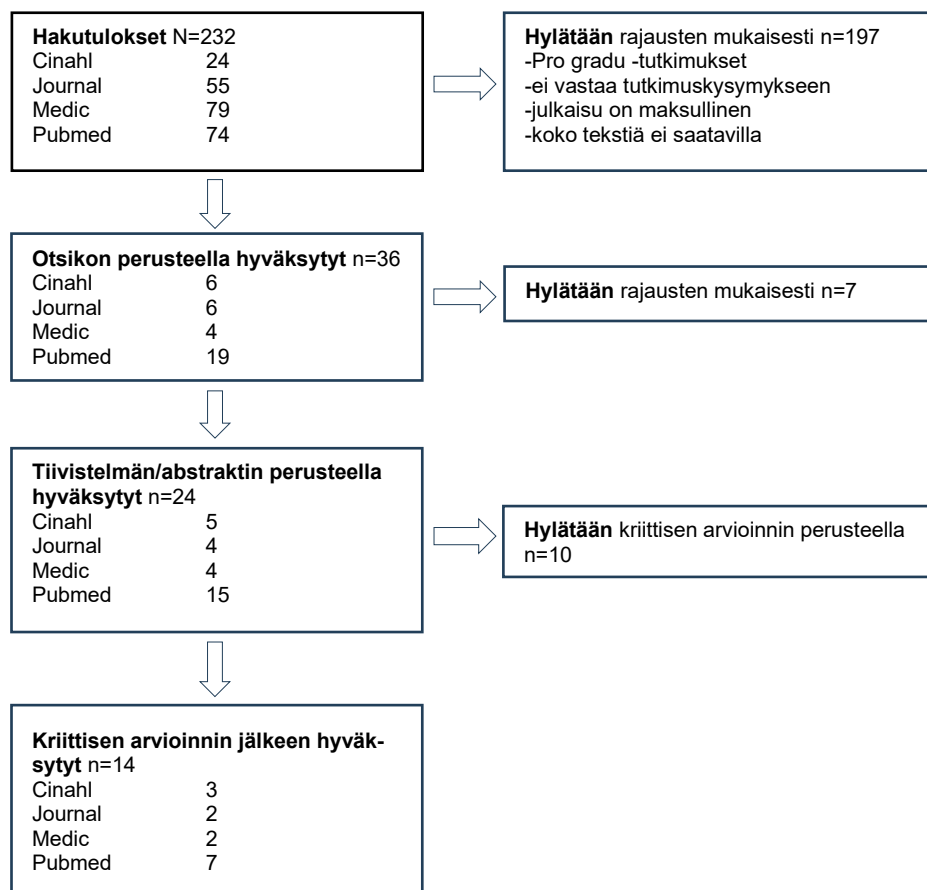 Hakutulokset N=232
Cinahl 24
Journal 55
Medic 79
Pubmed 74
Hylätään rajausten mukaisesti n=197
-Pro gradu -tutkimukset
-ei vastaa tutkimuskysymykseen
-julkaisu on maksullinen
-koko tekstiä ei saatavilla
Otsikon perusteella hyväksytyt n=36
Cinahl 6
Journal 6
Medic 4
Pubmed 19
Hylätään rajausten mukaisesti n=7
Tiivistelmän/abstraktin perusteella
hyväksytyt n=24
Cinahl 5
Journal 4
Medic 4
Pubmed 15
Hylätään kriittisen arvioinnin perusteella
n=10
Kriittisen arvioinnin jälkeen hyväk-
sytyt n=14
Cinahl 3
Journal 2
Medic 2
Pubmed 7